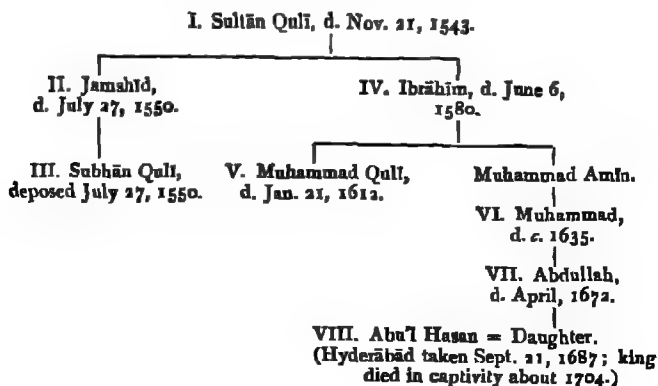 I. Sultān Qulī, d. Nov. 21, 1543.
II. Jamshīd,
d. July 27, 1550.
IV. Ibrāhīm, d. June 6,
1580.
III. Subhān Qulī,
deposed July 27, 1550.
V. Muhammad Qulī,
d. Jan. 21, 1612.
Muhammad Amīn.
VI. Muhammad,
d. c. 1635.
VII. Abdullah,
d. April, 1672.
VIII. Abu'l Hasan = Daughter.
(Hyderābād taken Sept. 21, 1687; king
died in captivity about 1704.)